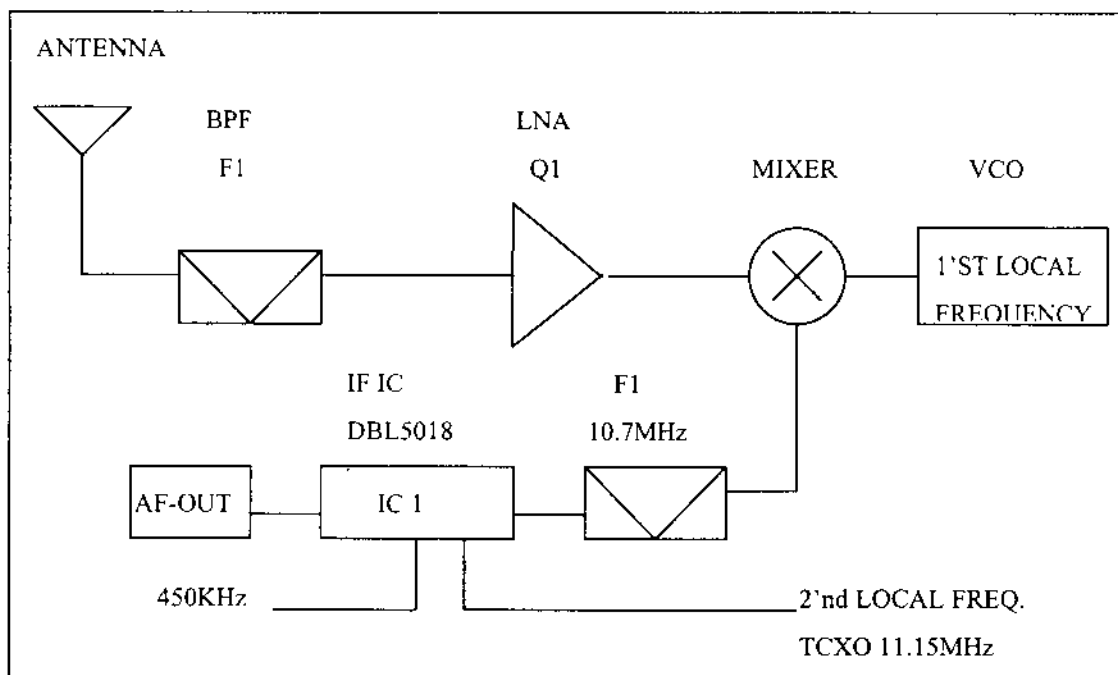 ANTENNA
BPF
F1
LNA
Q1
MIXER
VCO
1'ST LOCAL
FREQUENCY
IF IC
DBL5018
F1
10.7MHz
AF-OUT
IC 1
450KHz
2'nd LOCAL FREQ.
TCXO 11.15MHz